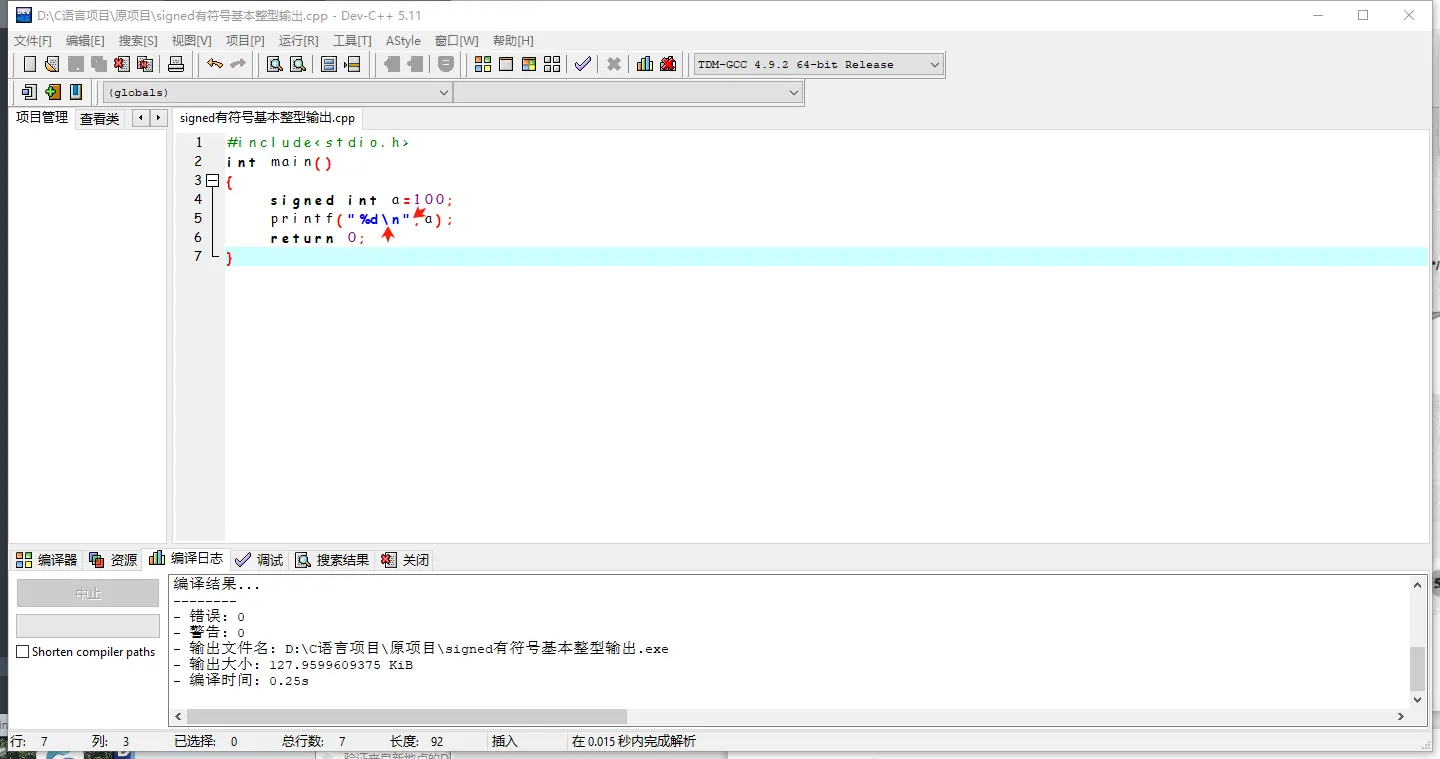 D:\C语言项目\原项目\signed有符号基本整型输出.cpp - Dev-C++ 5.11
文件[F] 编辑[E] 搜索[S] 视图[V] 项目[P] 运行[R] 工具[T] AStyle 窗口[W] 帮助[H]
TDM-GCC 4.9.2 64-bit Release
(globals)
项目管理 查看类 signed有符号基本整型输出.cpp
1 #include<stdio.h>
2 int main()
3 {
4 signed int a=100;
5 printf("%d\n",a);
6 return 0;
7 }
编译器 资源 编译日志 调试 搜索结果 关闭
中止
Shorten compiler paths
编译结果...
--------
- 错误: 0
- 警告: 0
- 输出文件名: D:\C语言项目\原项目\signed有符号基本整型输出.exe
- 输出大小: 127.9599609375 KiB
- 编译时间: 0.25s
行: 7 列: 3 已选择: 0 总行数: 7 长度: 92 插入 在 0.015 秒内完成解析